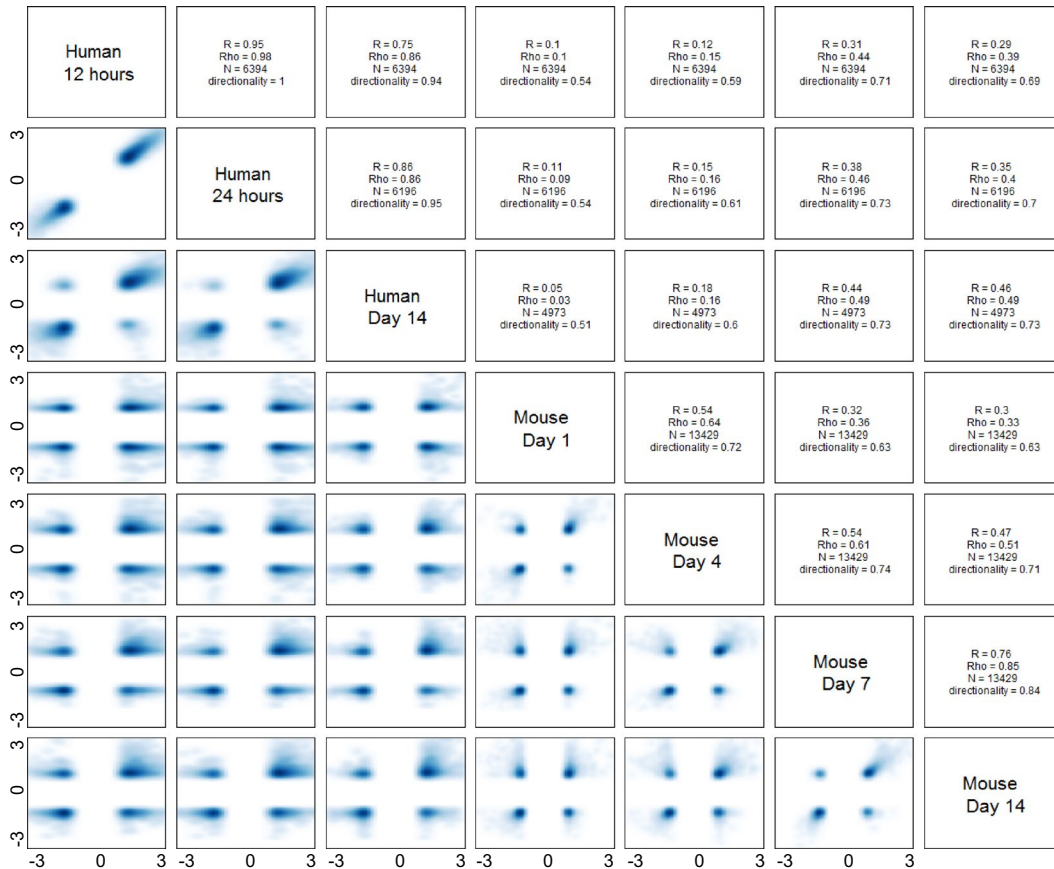 Human
12 hours
R = 0.95
Rho = 0.98
N = 6394
directionality = 1
R = 0.75
Rho = 0.86
N = 6394
directionality = 0.94
R = 0.1
Rho = 0.1
N = 6394
directionality = 0.54
R = 0.12
Rho = 0.15
N = 6394
directionality = 0.59
R = 0.31
Rho = 0.44
N = 6394
directionality = 0.71
R = 0.29
Rho = 0.39
N = 6394
directionality = 0.69
3
0
-3
Human
24 hours
R = 0.86
Rho = 0.86
N = 6196
directionality = 0.95
R = 0.11
Rho = 0.09
N = 6196
directionality = 0.54
R = 0.15
Rho = 0.16
N = 6196
directionality = 0.61
R = 0.38
Rho = 0.46
N = 6196
directionality = 0.73
R = 0.35
Rho = 0.4
N = 6196
directionality = 0.7
3
0
-3
Human
Day 14
R = 0.05
Rho = 0.03
N = 4973
directionality = 0.51
R = 0.18
Rho = 0.16
N = 4973
directionality = 0.6
R = 0.44
Rho = 0.49
N = 4973
directionality = 0.73
R = 0.46
Rho = 0.49
N = 4973
directionality = 0.73
3
0
-3
Mouse
Day 1
R = 0.54
Rho = 0.64
N = 13429
directionality = 0.72
R = 0.32
Rho = 0.36
N = 13429
directionality = 0.63
R = 0.3
Rho = 0.33
N = 13429
directionality = 0.63
3
0
-3
Mouse
Day 4
R = 0.54
Rho = 0.61
N = 13429
directionality = 0.74
R = 0.47
Rho = 0.51
N = 13429
directionality = 0.71
3
0
-3
Mouse
Day 7
R = 0.76
Rho = 0.85
N = 13429
directionality = 0.84
3
0
-3
Mouse
Day 14
-3 0 3 -3 0 3 -3 0 3 -3 0 3 -3 0 3 -3 0 3